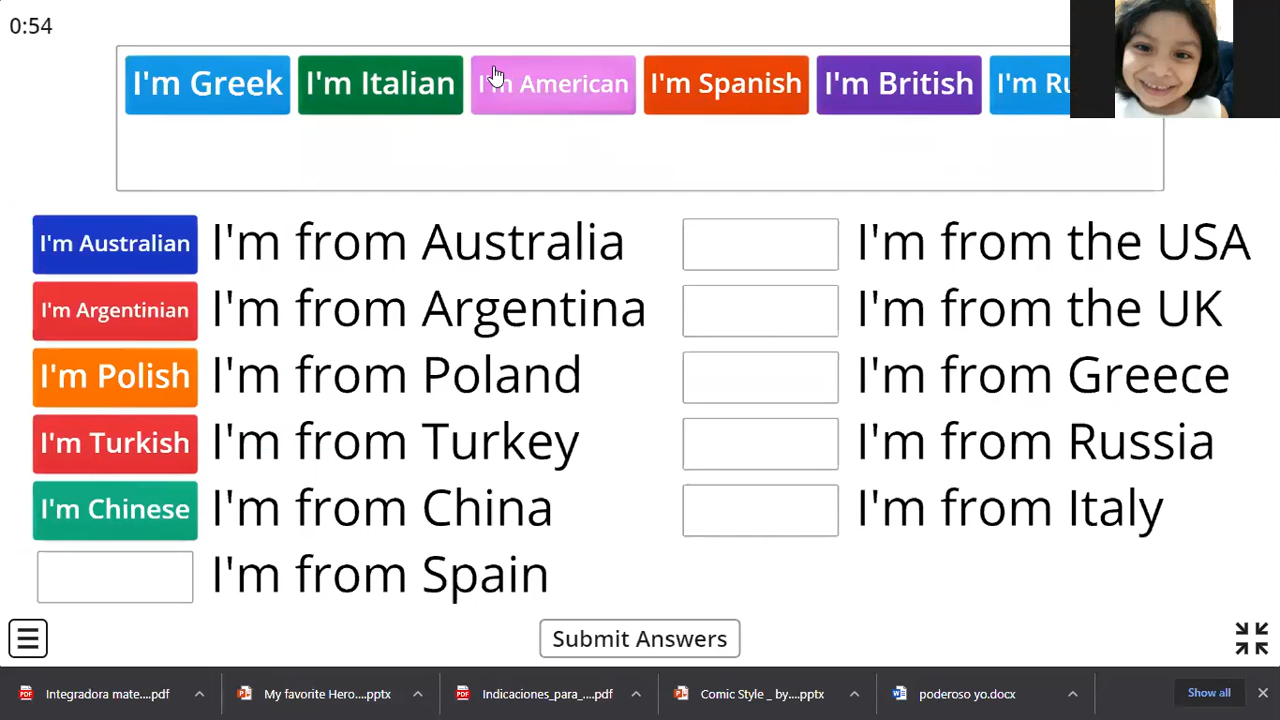 0:54
I'm Greek I'm Italian I'm American I'm Spanish I'm British I'm
I'm Australian I'm from Australia I'm from the USA
I'm Argentinian I'm from Argentina I'm from the UK
I'm Polish I'm from Poland I'm from Greece
I'm Turkish I'm from Turkey I'm from Russia
I'm Chinese I'm from China I'm from Italy
I'm from Spain
Submit Answers
Integradora mate....pdf My favorite Hero....pptx Indicaciones_para_....pdf Comic Style _ by....pptx poderoso yo.docx Show all